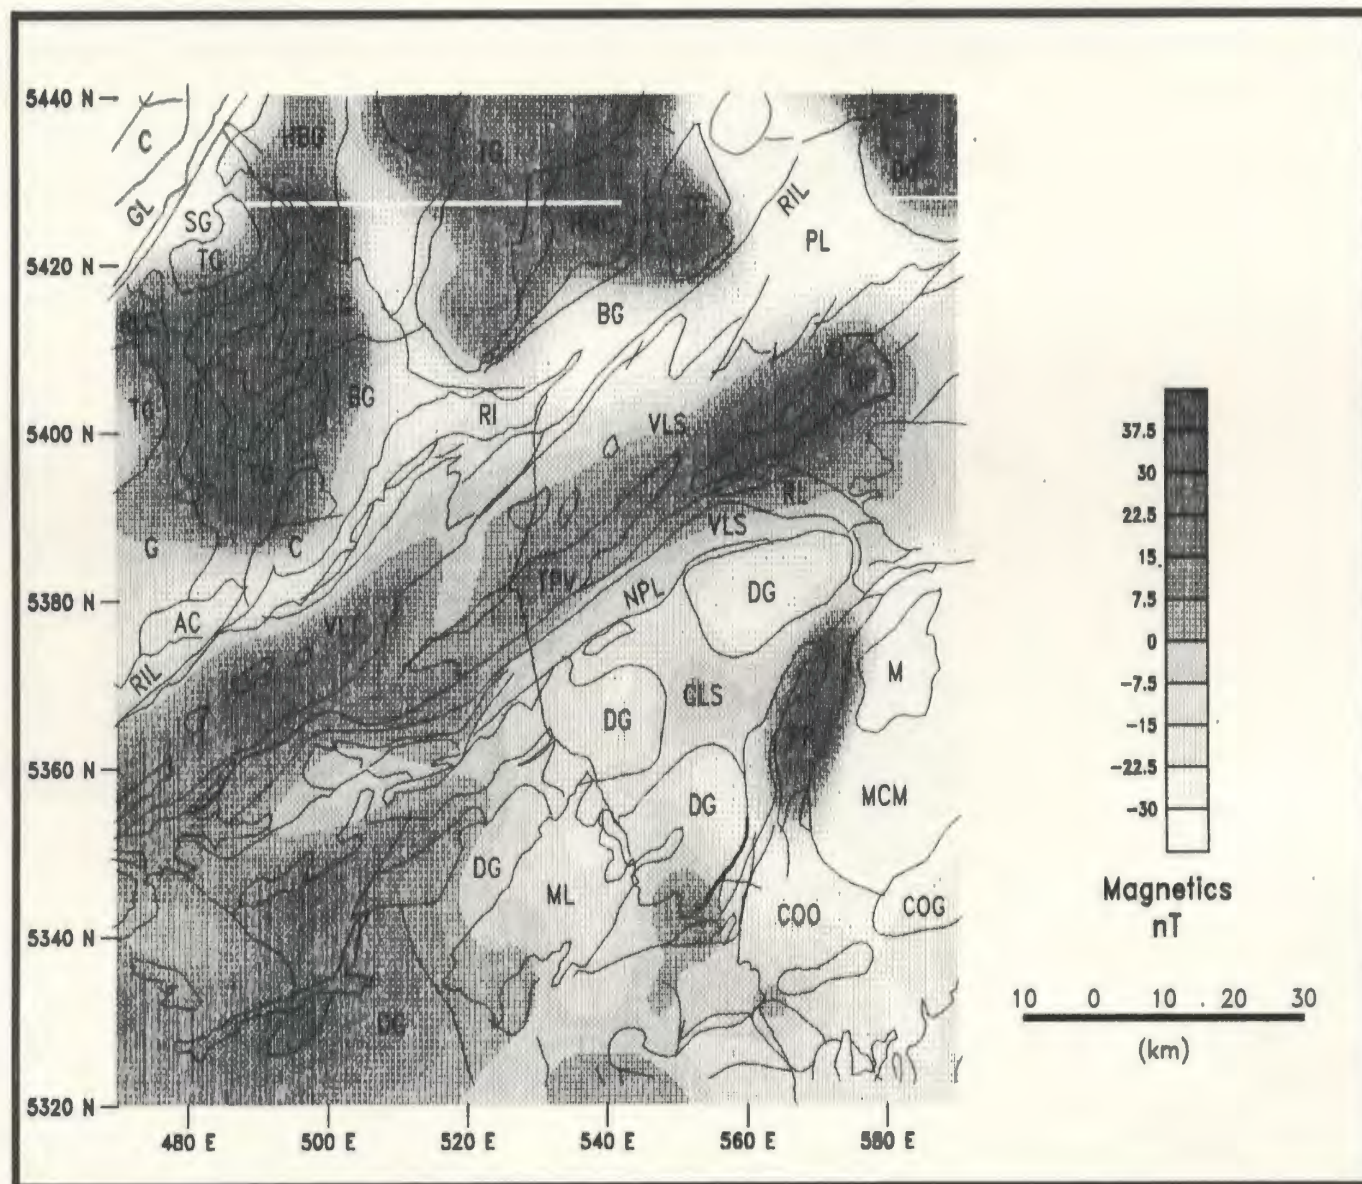 5440 N
C
HBG
TG
GL
SG
RIL
PL
5420 N
TG
BG
5400 N
TG
BG
RI
VLS
RIL
VLS
G
C
5380 N
AC
TPV
NPL
DG
RIL
M
DG
GLS
5360 N
DG
MCM
DG
ML
COO
COG
5340 N
DG
5320 N
480 E
500 E
520 E
540 E
560 E
580 E
37.5
30
22.5
15
7.5
0
-7.5
-15
-22.5
-30
Magnetics
nT
10 0 10 20 30
(km)